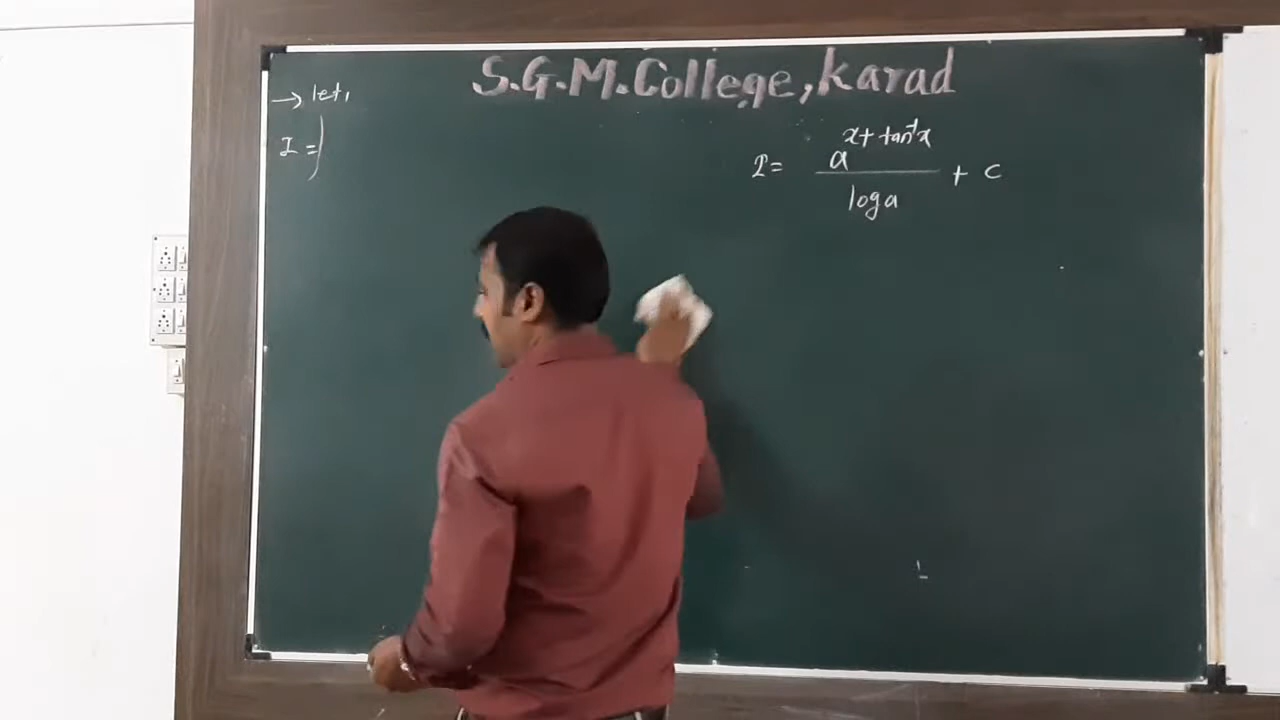 S.G.M. College, Karad
→ let,
I = ∫
I = a^(x + tan⁻¹x) / log a + c